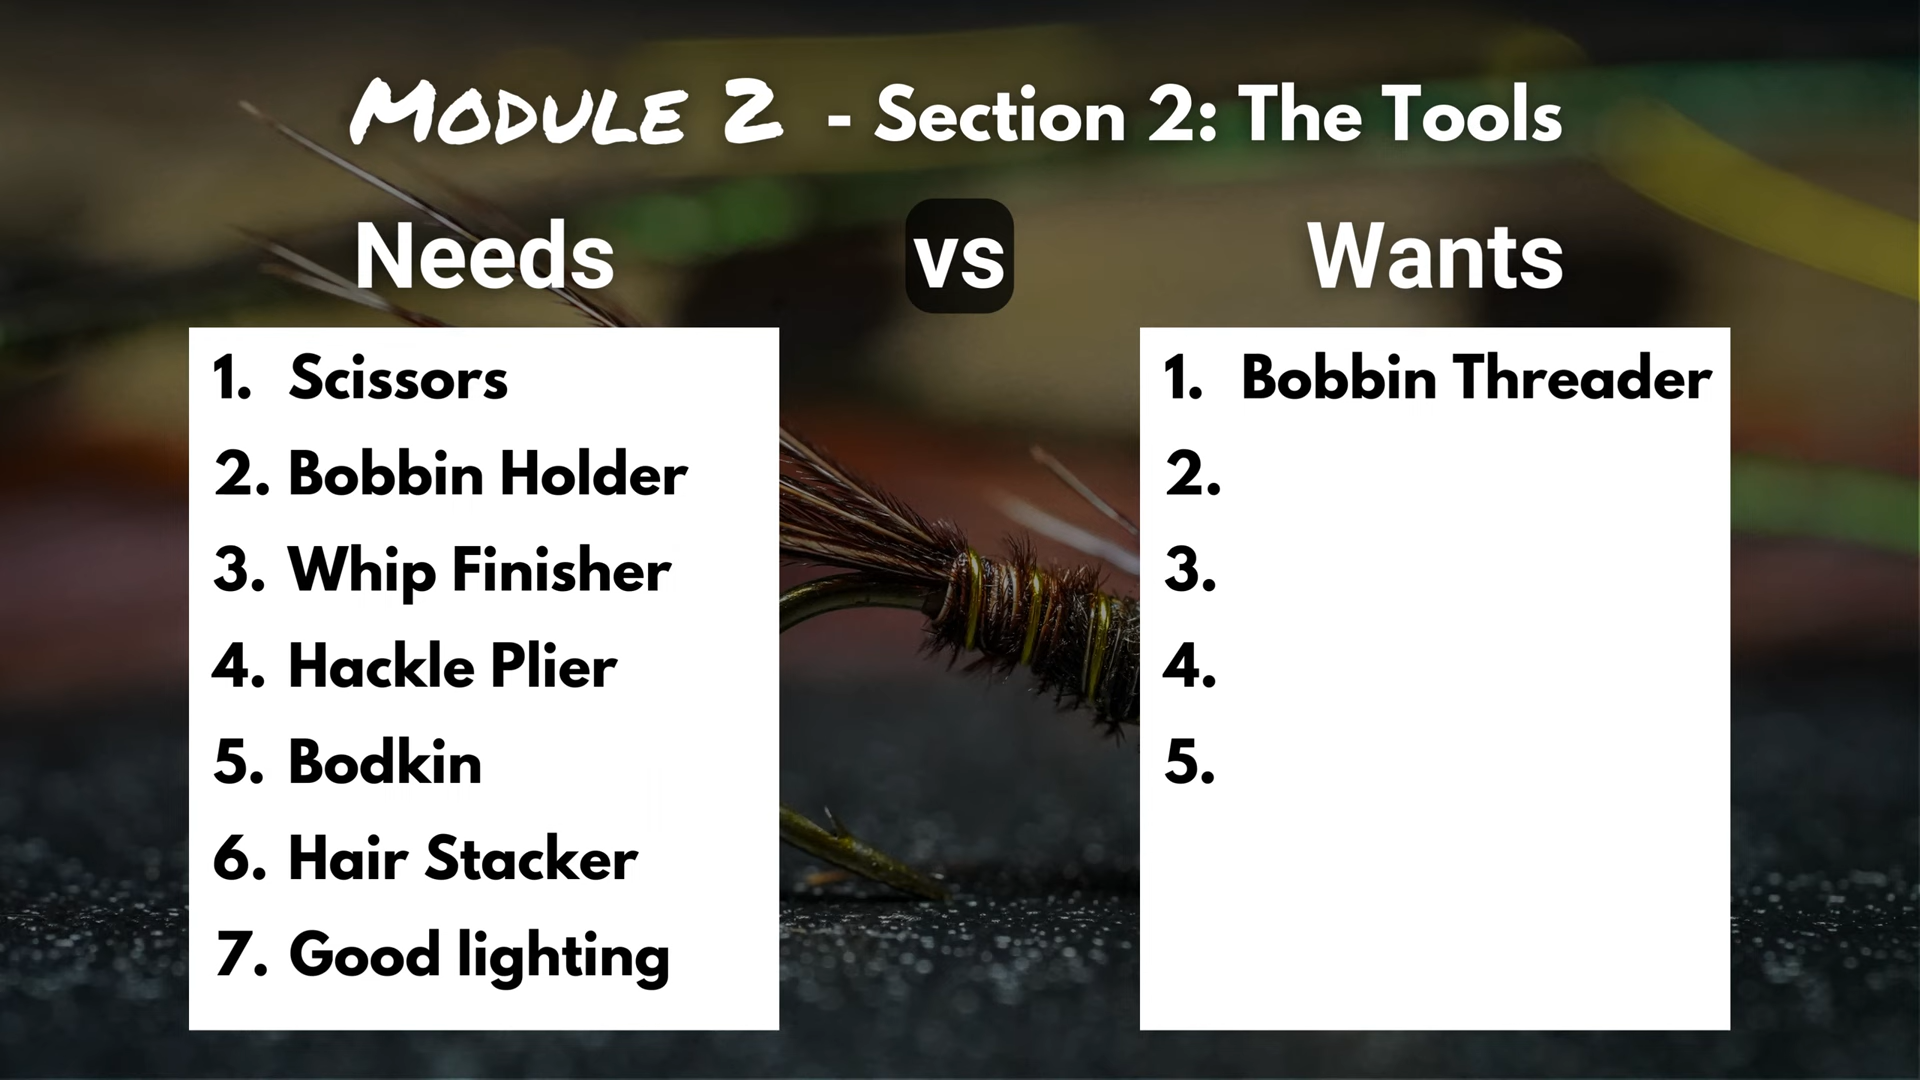 MODULE 2 - Section 2: The Tools
Needs vs Wants
1. Scissors
2. Bobbin Holder
3. Whip Finisher
4. Hackle Plier
5. Bodkin
6. Hair Stacker
7. Good lighting
1. Bobbin Threader
2.
3.
4.
5.